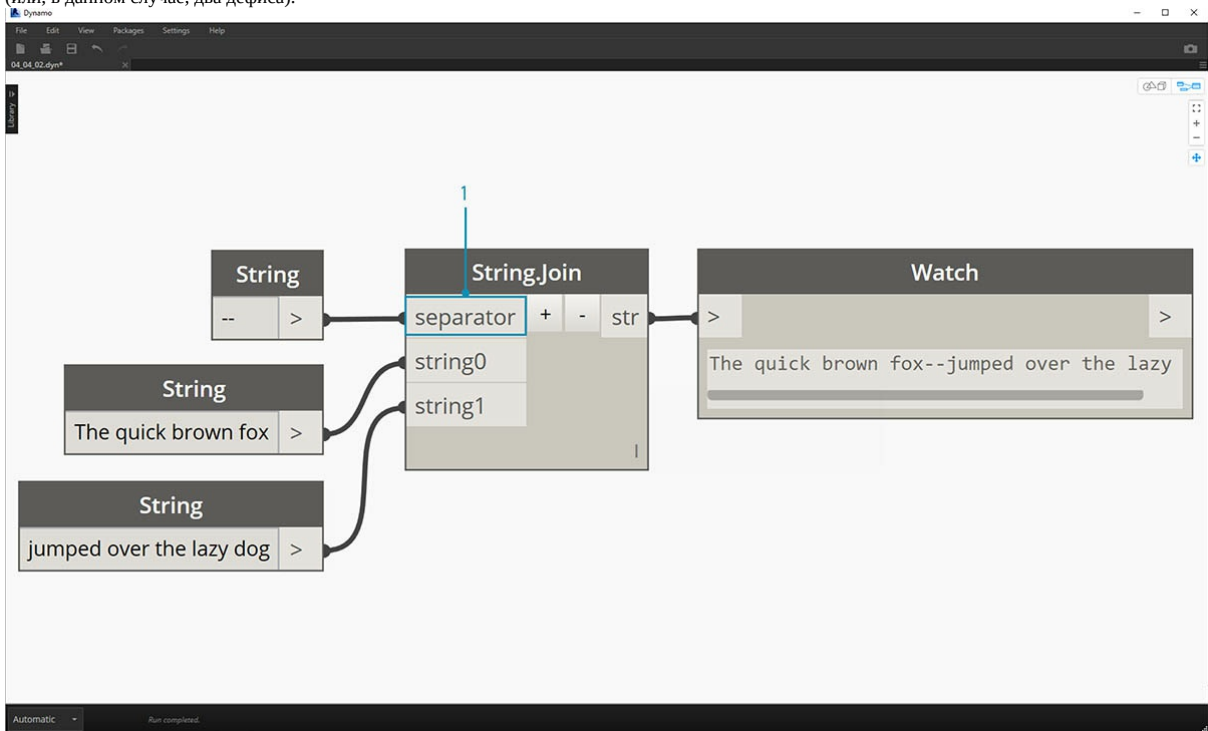 (или, в данном случае, два дефиса).
Dynamo
File Edit View Packages Settings Help
04_04_02.dyn*
Library
1
String
-- >
String
The quick brown fox >
String
jumped over the lazy dog >
String.Join
separator + - str
string0
string1
|
Watch
> >
The quick brown fox--jumped over the lazy
Automatic
Run completed.